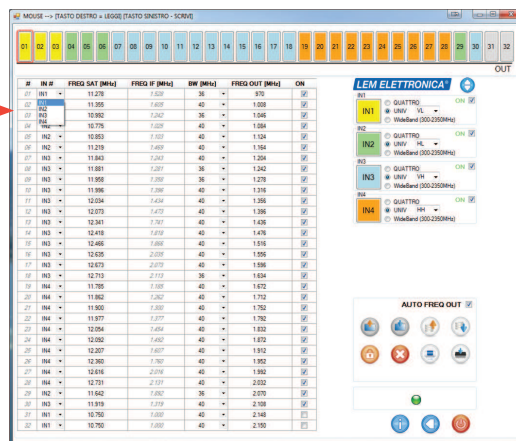 MOUSE --> [TASTO DESTRO = LEGGI] [TASTO SINISTRO - SCRIVI]
01 02 03 04 05 06 07 08 09 10 11 12 13 14 15 16 17 18 19 20 21 22 23 24 25 26 27 28 29 30 31 32
OUT
# IN # FREQ SAT [MHz] FREQ IF [MHz] BW [MHz] FREQ OUT [MHz] ON
01 IN1 11.278 1.528 36 970
02 IN1 11.355 1.605 40 1.008
IN2
03 IN3 10.992 1.242 36 1.046
IN4
04 IN2 10.775 1.025 40 1.084
05 IN2 10.853 1.103 40 1.124
06 IN2 11.219 1.469 40 1.164
07 IN1 11.843 1.243 40 1.204
08 IN1 11.881 1.281 36 1.242
09 IN1 11.958 1.358 36 1.278
10 IN1 11.996 1.396 40 1.316
11 IN3 12.034 1.434 40 1.356
12 IN3 12.073 1.473 40 1.396
13 IN3 12.341 1.741 40 1.436
14 IN3 12.418 1.818 40 1.476
15 IN3 12.466 1.866 40 1.516
16 IN3 12.635 2.035 40 1.556
17 IN3 12.673 2.073 40 1.596
18 IN3 12.713 2.113 36 1.634
19 IN4 11.785 1.185 40 1.672
20 IN4 11.862 1.262 40 1.712
21 IN4 11.900 1.300 40 1.752
22 IN4 11.977 1.377 40 1.792
23 IN4 12.054 1.454 40 1.832
24 IN4 12.092 1.492 40 1.872
25 IN4 12.207 1.607 40 1.912
26 IN4 12.360 1.760 40 1.952
27 IN4 12.616 2.016 40 1.992
28 IN4 12.731 2.131 40 2.032
29 IN2 11.642 1.892 36 2.070
30 IN3 11.919 1.319 40 2.108
31 IN1 10.750 1.000 40 2.148
32 IN1 10.750 1.000 40 2.150
LEM ELETTRONICA®
IN1
IN1 QUATTRO ON
UNIV VL
WideBand (300-2350MHz)
IN2
IN2 QUATTRO ON
UNIV HL
WideBand (300-2350MHz)
IN3
IN3 QUATTRO ON
UNIV VH
WideBand (300-2350MHz)
IN4
IN4 QUATTRO ON
UNIV HH
WideBand (300-2350MHz)
AUTO FREQ OUT